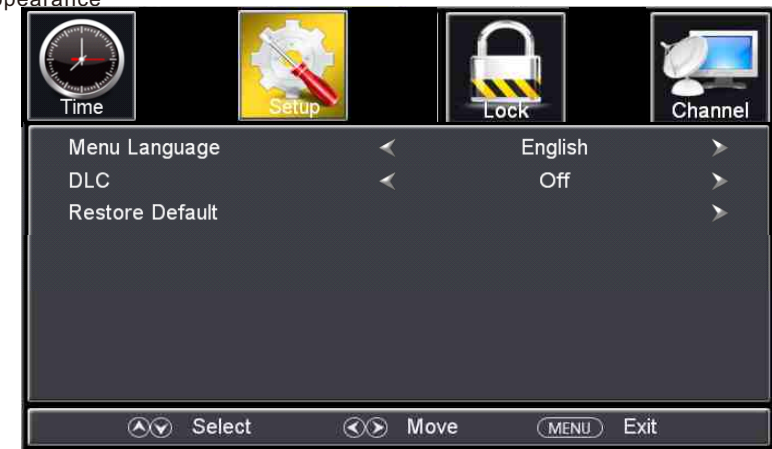 Time Setup Lock Channel
Menu Language English
DLC Off
Restore Default
Select Move MENU Exit